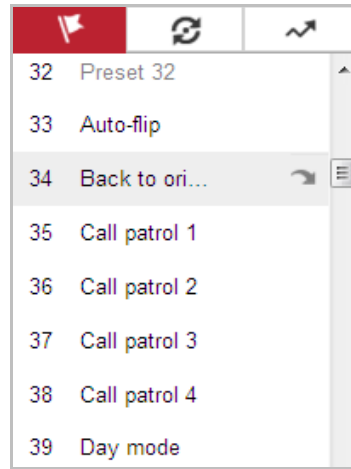 32 Preset 32
33 Auto-flip
34 Back to ori...
35 Call patrol 1
36 Call patrol 2
37 Call patrol 3
38 Call patrol 4
39 Day mode